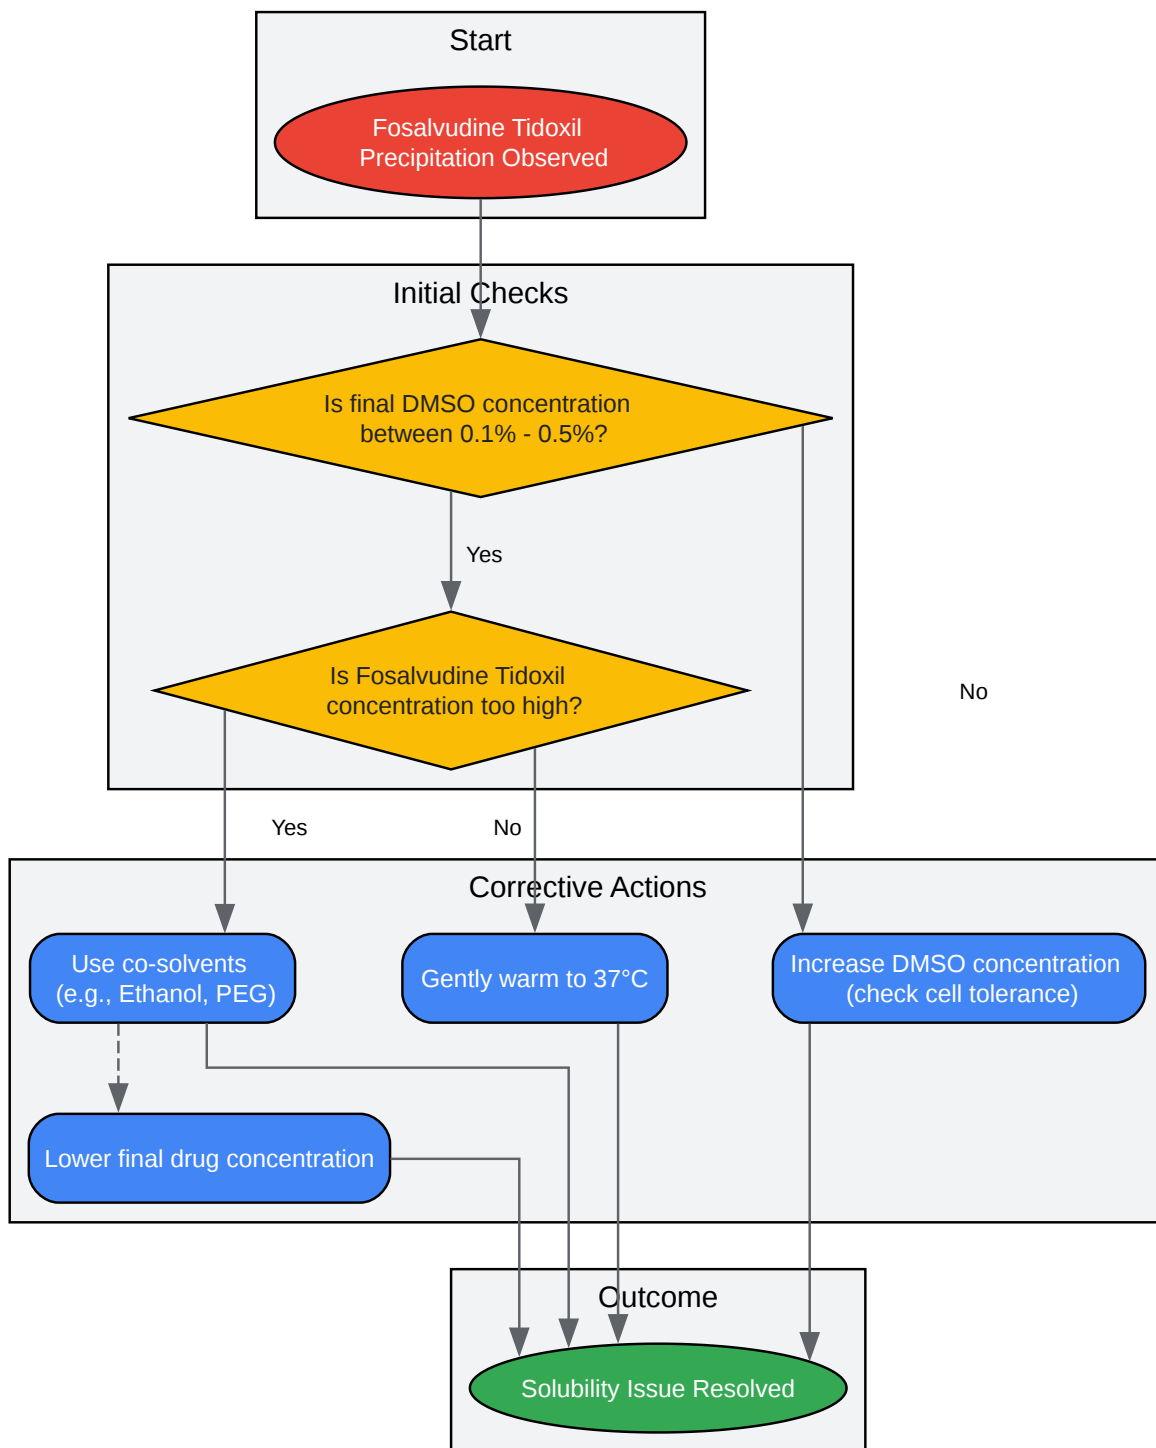 Start
Fosalvudine Tidoxil
Precipitation Observed
Initial Checks
Is final DMSO concentration
between 0.1% - 0.5%?
Yes
Is Fosalvudine Tidoxil
concentration too high?
No
Yes
No
Corrective Actions
Use co-solvents
(e.g., Ethanol, PEG)
Gently warm to 37°C
Increase DMSO concentration
(check cell tolerance)
Lower final drug concentration
Outcome
Solubility Issue Resolved